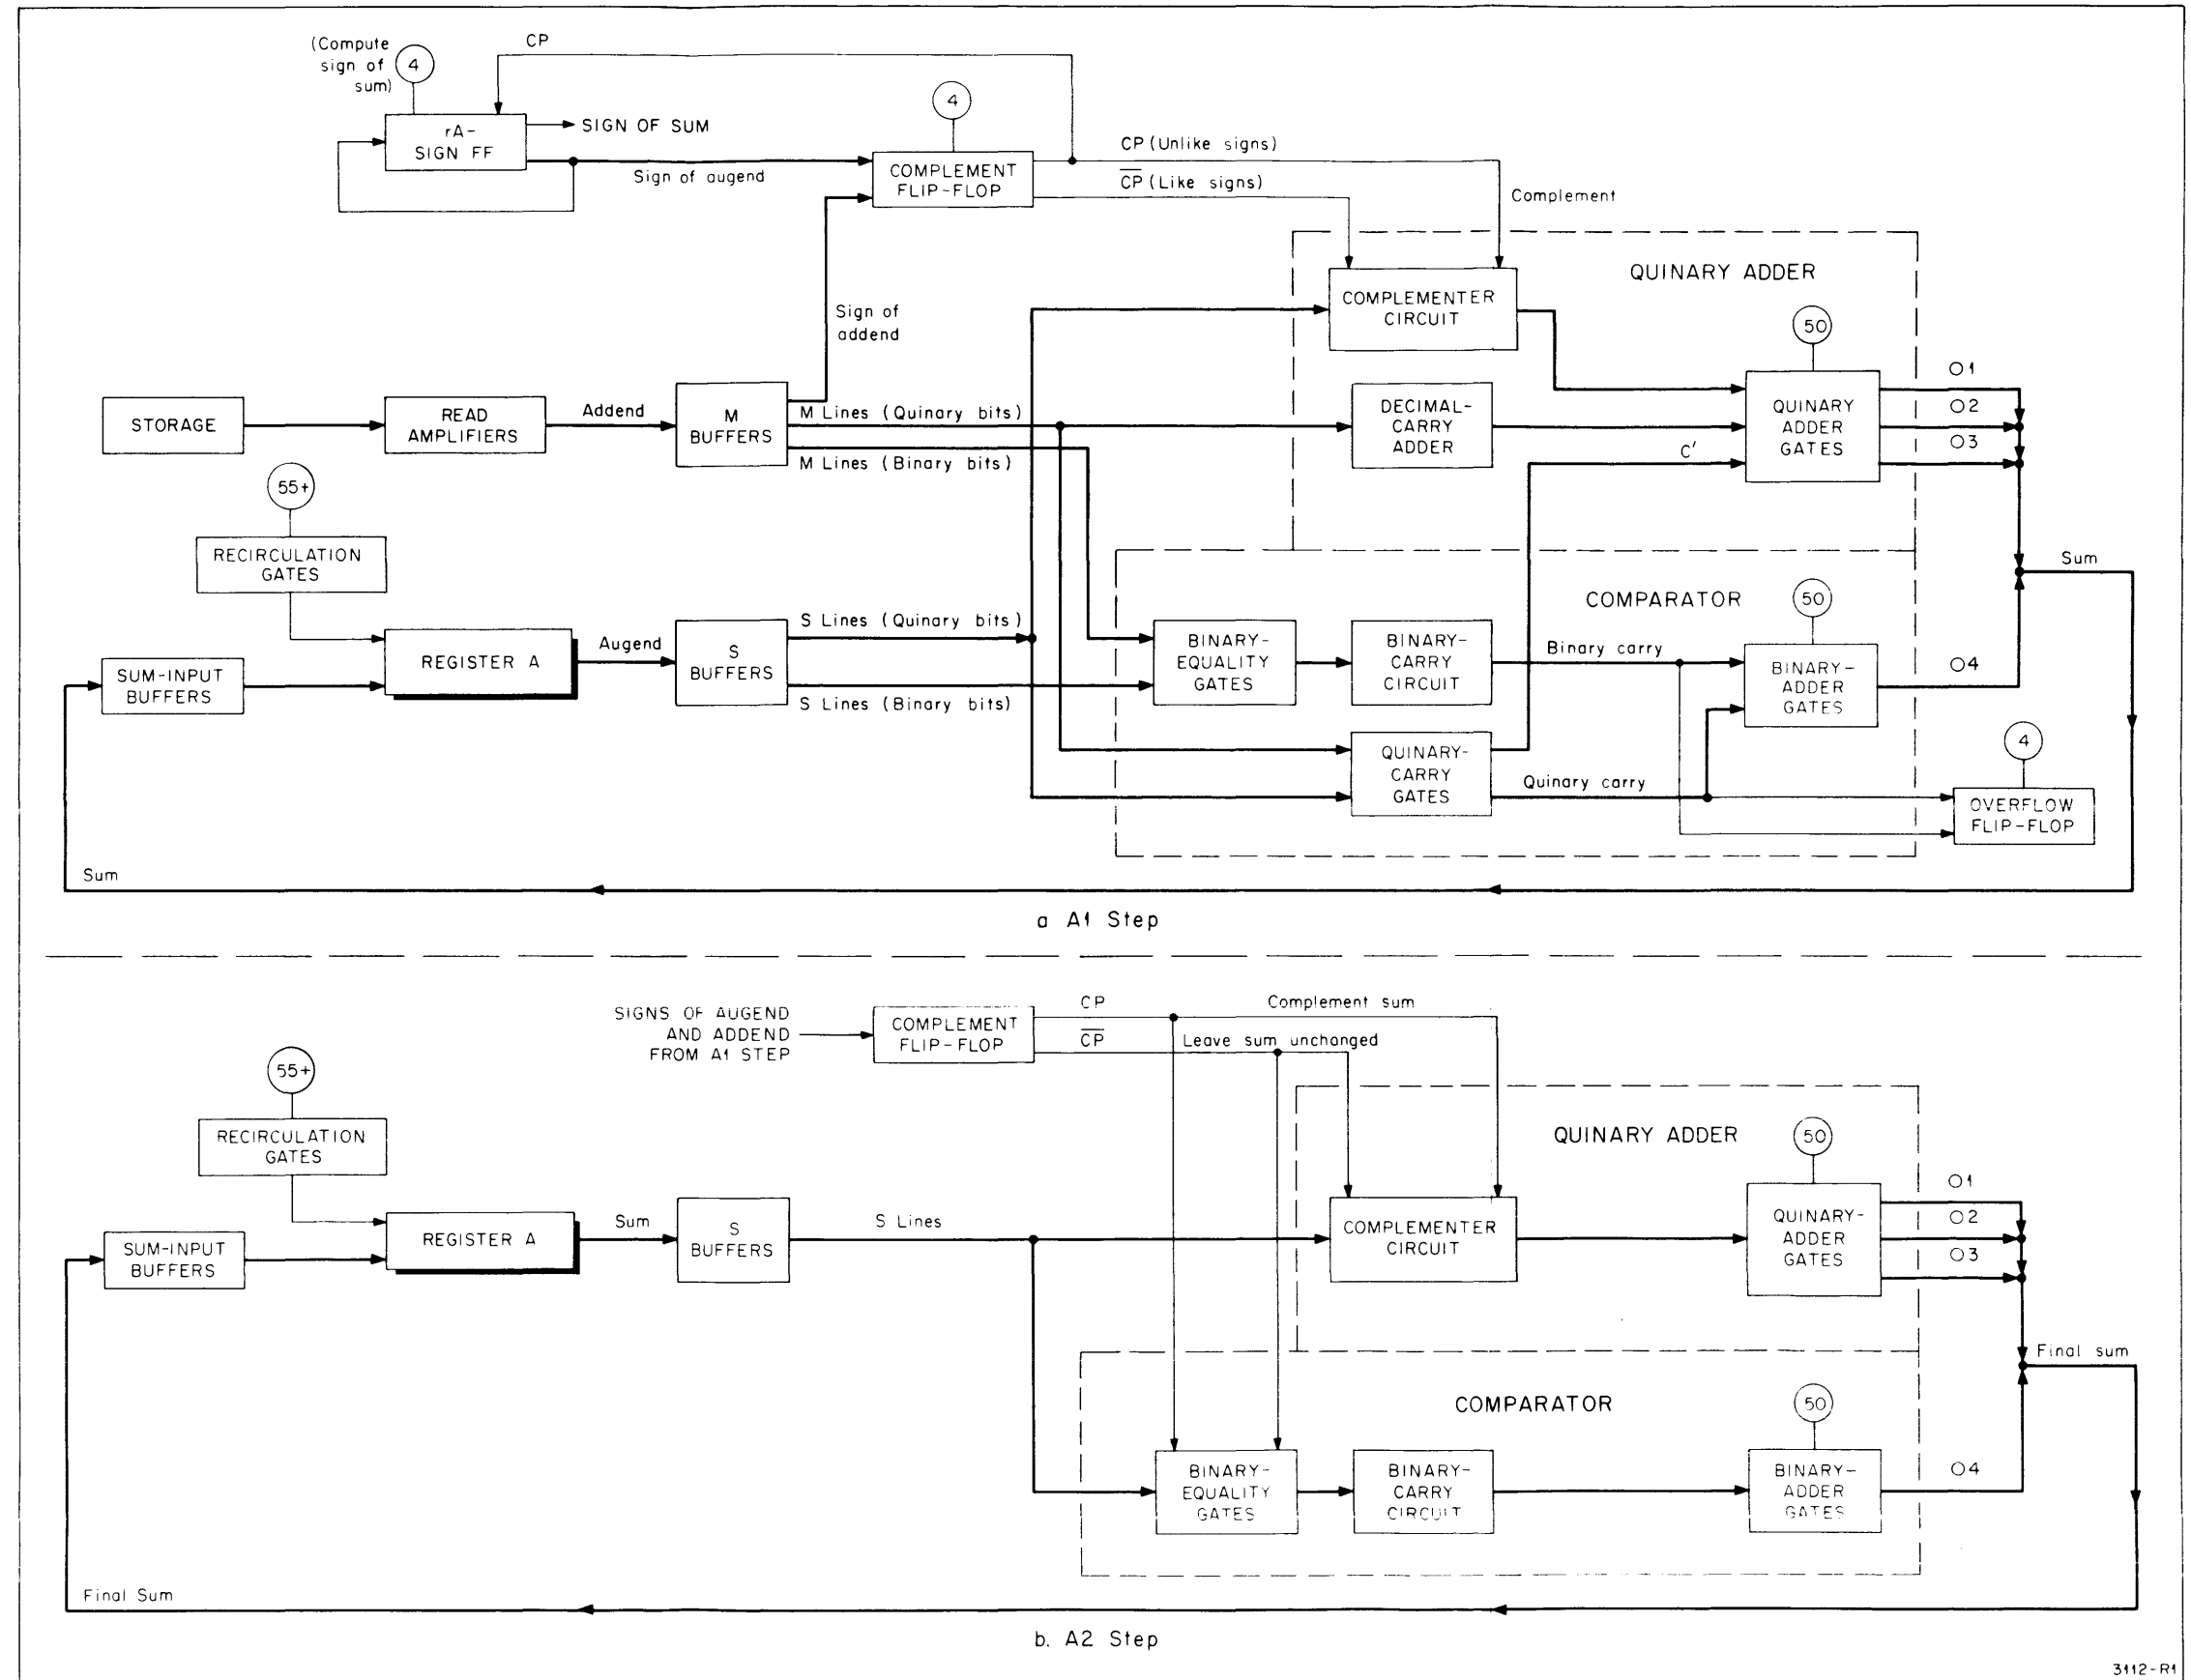 (Compute
sign of
sum)
4
CP
rA-
SIGN FF
SIGN OF SUM
Sign of augend
4
COMPLEMENT
FLIP-FLOP
CP (Unlike signs)
CP (Like signs)
Complement
Sign of
addend
QUINARY ADDER
COMPLEMENTER
CIRCUIT
50
STORAGE
READ
AMPLIFIERS
Addend
M
BUFFERS
M Lines (Quinary bits)
M Lines (Binary bits)
DECIMAL-
CARRY
ADDER
C'
QUINARY
ADDER
GATES
O1
O2
O3
55+
RECIRCULATION
GATES
SUM-INPUT
BUFFERS
REGISTER A
Augend
S
BUFFERS
S Lines (Quinary bits)
S Lines (Binary bits)
COMPARATOR
50
Sum
BINARY-
EQUALITY
GATES
BINARY-
CARRY
CIRCUIT
Binary carry
BINARY-
ADDER
GATES
O4
QUINARY-
CARRY
GATES
Quinary carry
4
OVERFLOW
FLIP-FLOP
Sum
a A1 Step
SIGNS OF AUGEND
AND ADDEND
FROM A1 STEP
COMPLEMENT
FLIP-FLOP
CP
Complement sum
CP
Leave sum unchanged
55+
RECIRCULATION
GATES
QUINARY ADDER
50
SUM-INPUT
BUFFERS
REGISTER A
Sum
S
BUFFERS
S Lines
COMPLEMENTER
CIRCUIT
QUINARY-
ADDER
GATES
O1
O2
O3
Final sum
COMPARATOR
50
BINARY-
EQUALITY
GATES
BINARY-
CARRY
CIRCUIT
BINARY-
ADDER
GATES
O4
Final Sum
b. A2 Step
3112-R1